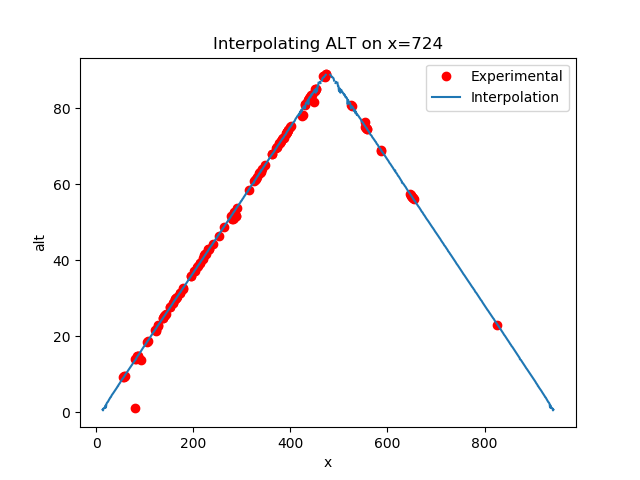 Interpolating ALT on x=724
Experimental
Interpolation
80
60
40
20
0
alt
0 200 400 600 800
x